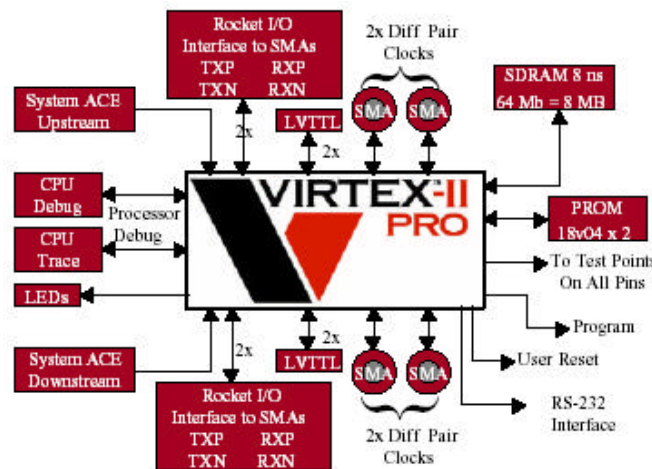 Rocket I/O
Interface to SMAs
TXP RXP
TXN RXN
2x Diff Pair
Clocks
SDRAM 8 ns
64 Mb = 8 MB
System ACE
Upstream
2x
LVTTL
2x
SMA
SMA
CPU
Debug
Processor
Debug
CPU
Trace
LEDs
VIRTEX-II
PRO
PROM
18v04 x 2
To Test Points
On All Pins
Program
User Reset
RS-232
Interface
System ACE
Downstream
2x
LVTTL
2x
SMA
SMA
2x Diff Pair
Clocks
Rocket I/O
Interface to SMAs
TXP RXP
TXN RXN